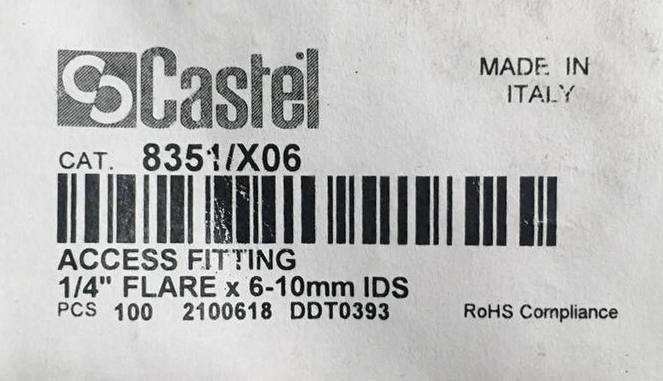 Castel
MADE IN
ITALY
CAT. 8351/X06
ACCESS FITTING
1/4" FLARE x 6-10mm IDS
PCS 100 2100618 DDT0393
RoHS Compliance